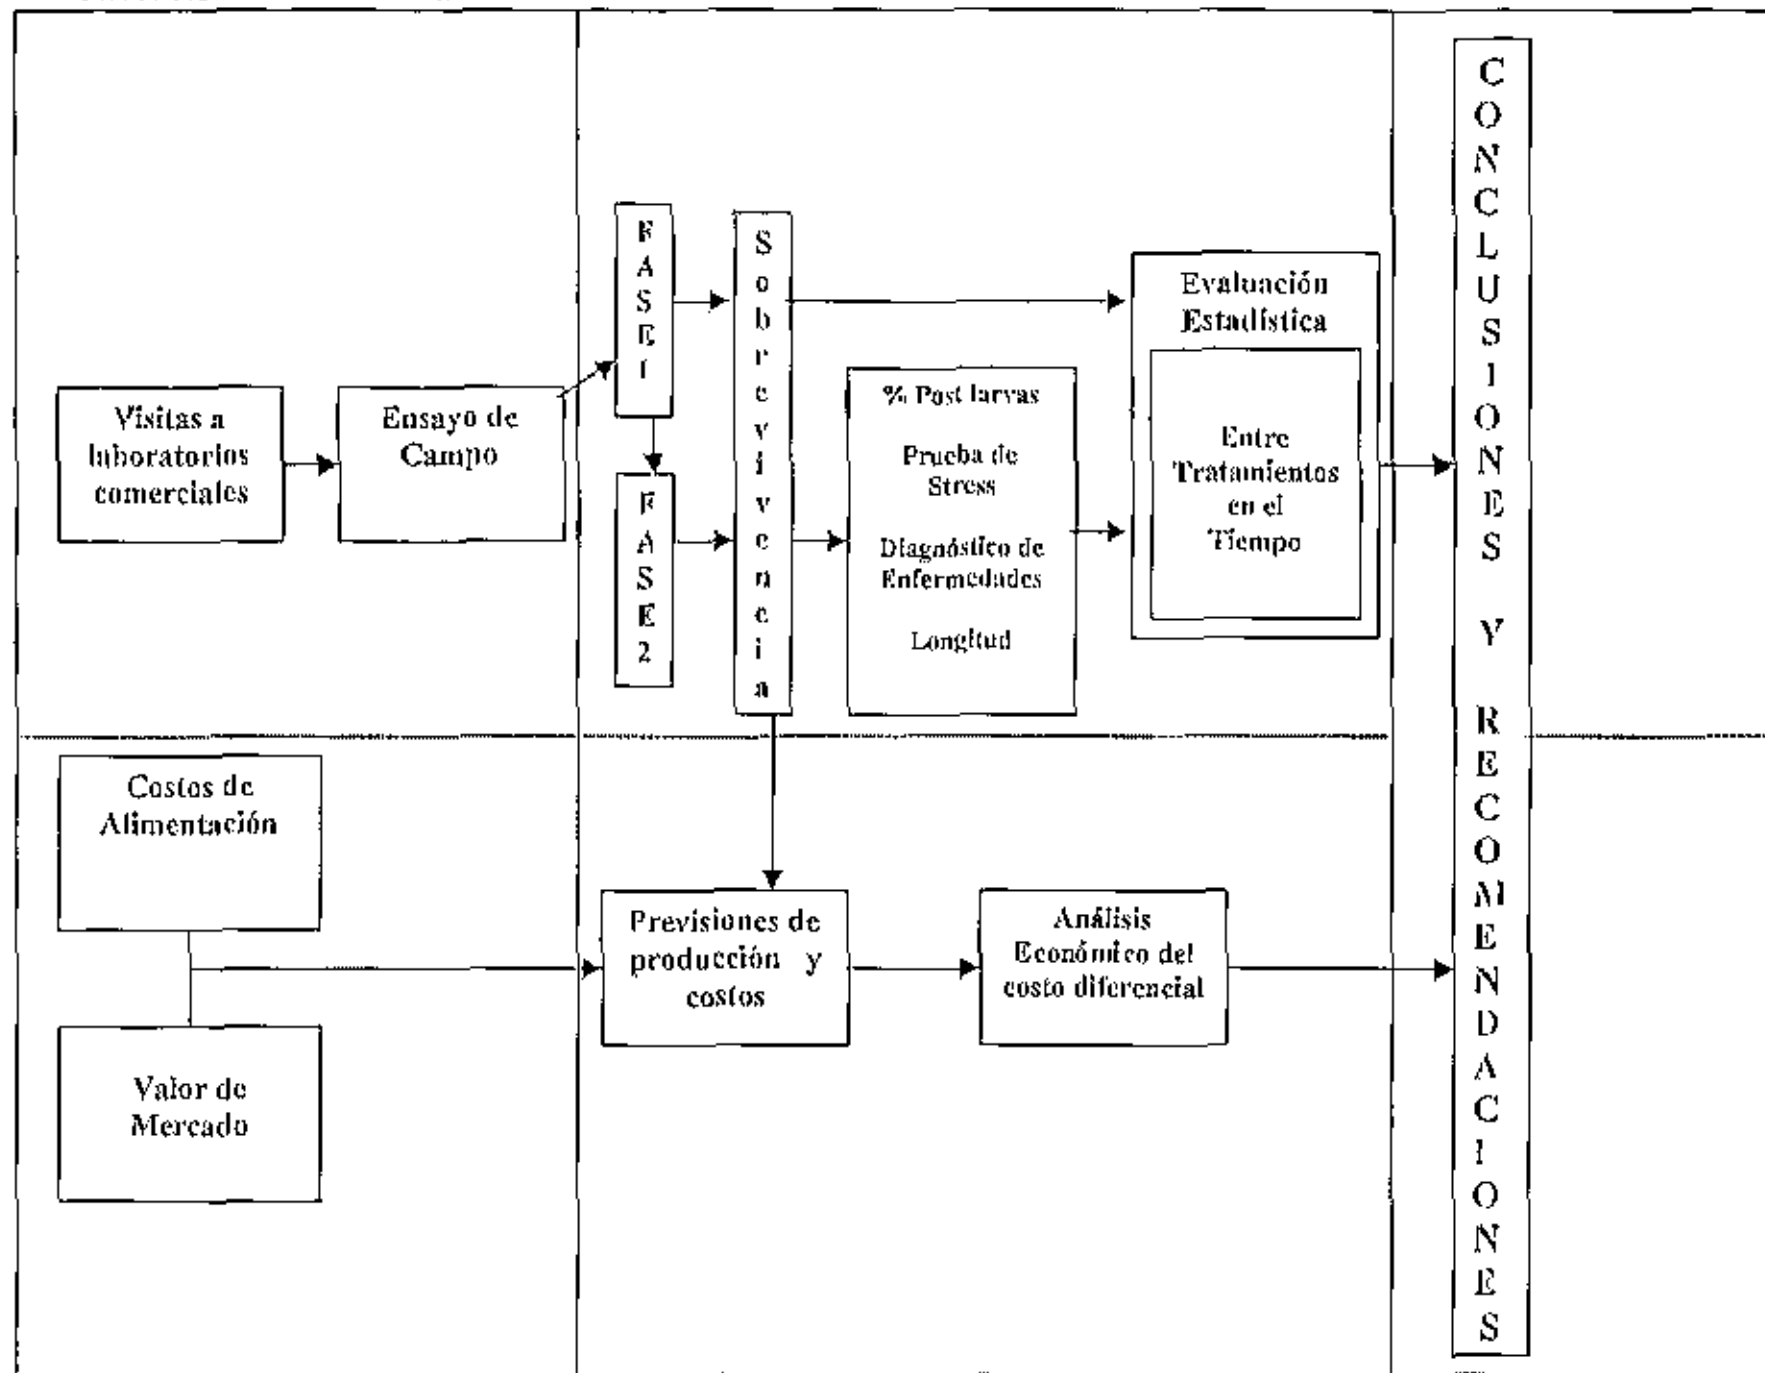 Visitas a
laboratorios
comerciales
Ensayo de
Campo
FASE 1
FASE 2
Sobrevivencia
% Post larvas
Prueba de
Stress
Diagnóstico de
Enfermedades
Longitud
Evaluación
Estadística
Entre
Tratamientos
en el
Tiempo
Costos de
Alimentación
Valor de
Mercado
Previsiones de
producción y
costos
Análisis
Económico del
costo diferencial
CONCLUSIONES Y RECOMENDACIONES